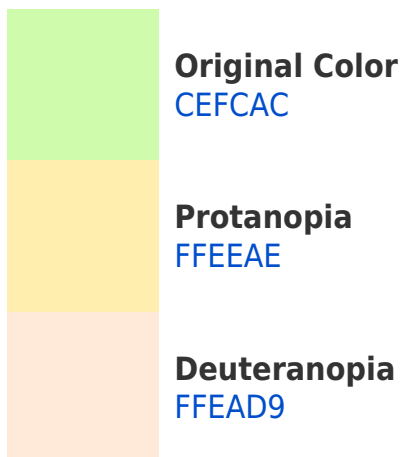 Original Color
CEFCAC
Protanopia
FFEEAE
Deuteranopia
FFEAD9